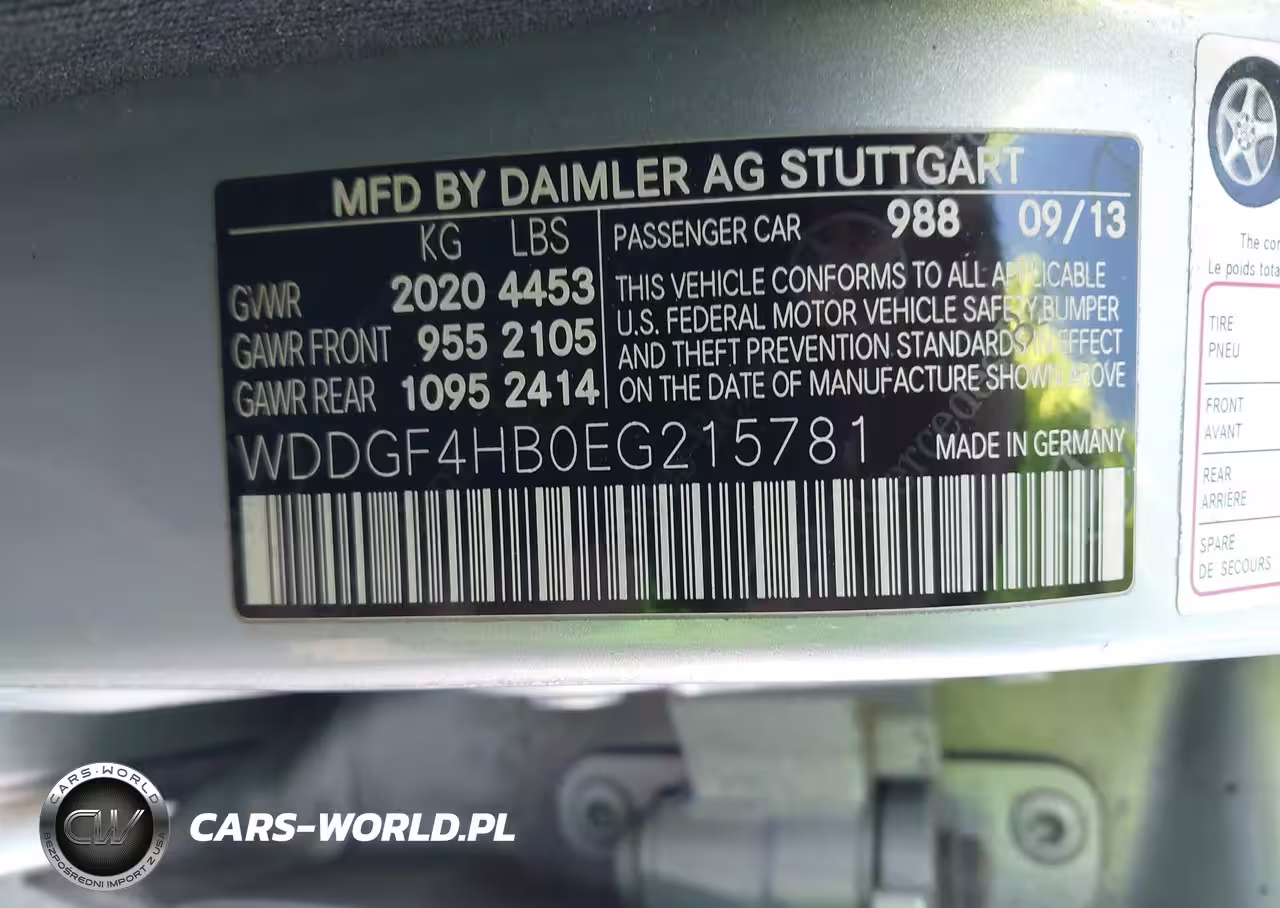 MFD BY DAIMLER AG STUTTGART
KG LBS
GVWR 2020 4453
GAWR FRONT 955 2105
GAWR REAR 1095 2414
PASSENGER CAR 988 09/13
THIS VEHICLE CONFORMS TO ALL APPLICABLE
U.S. FEDERAL MOTOR VEHICLE SAFETY, BUMPER
AND THEFT PREVENTION STANDARDS IN EFFECT
ON THE DATE OF MANUFACTURE SHOWN ABOVE
WDDGF4HB0EG215781 MADE IN GERMANY
Le poids
TIRE
PNEU
FRONT
AVANT
REAR
ARRIÈRE
SPARE
DE SECOURS
CARS-WORLD
CW
BEZPOŚREDNI IMPORT Z USA
CARS-WORLD.PL